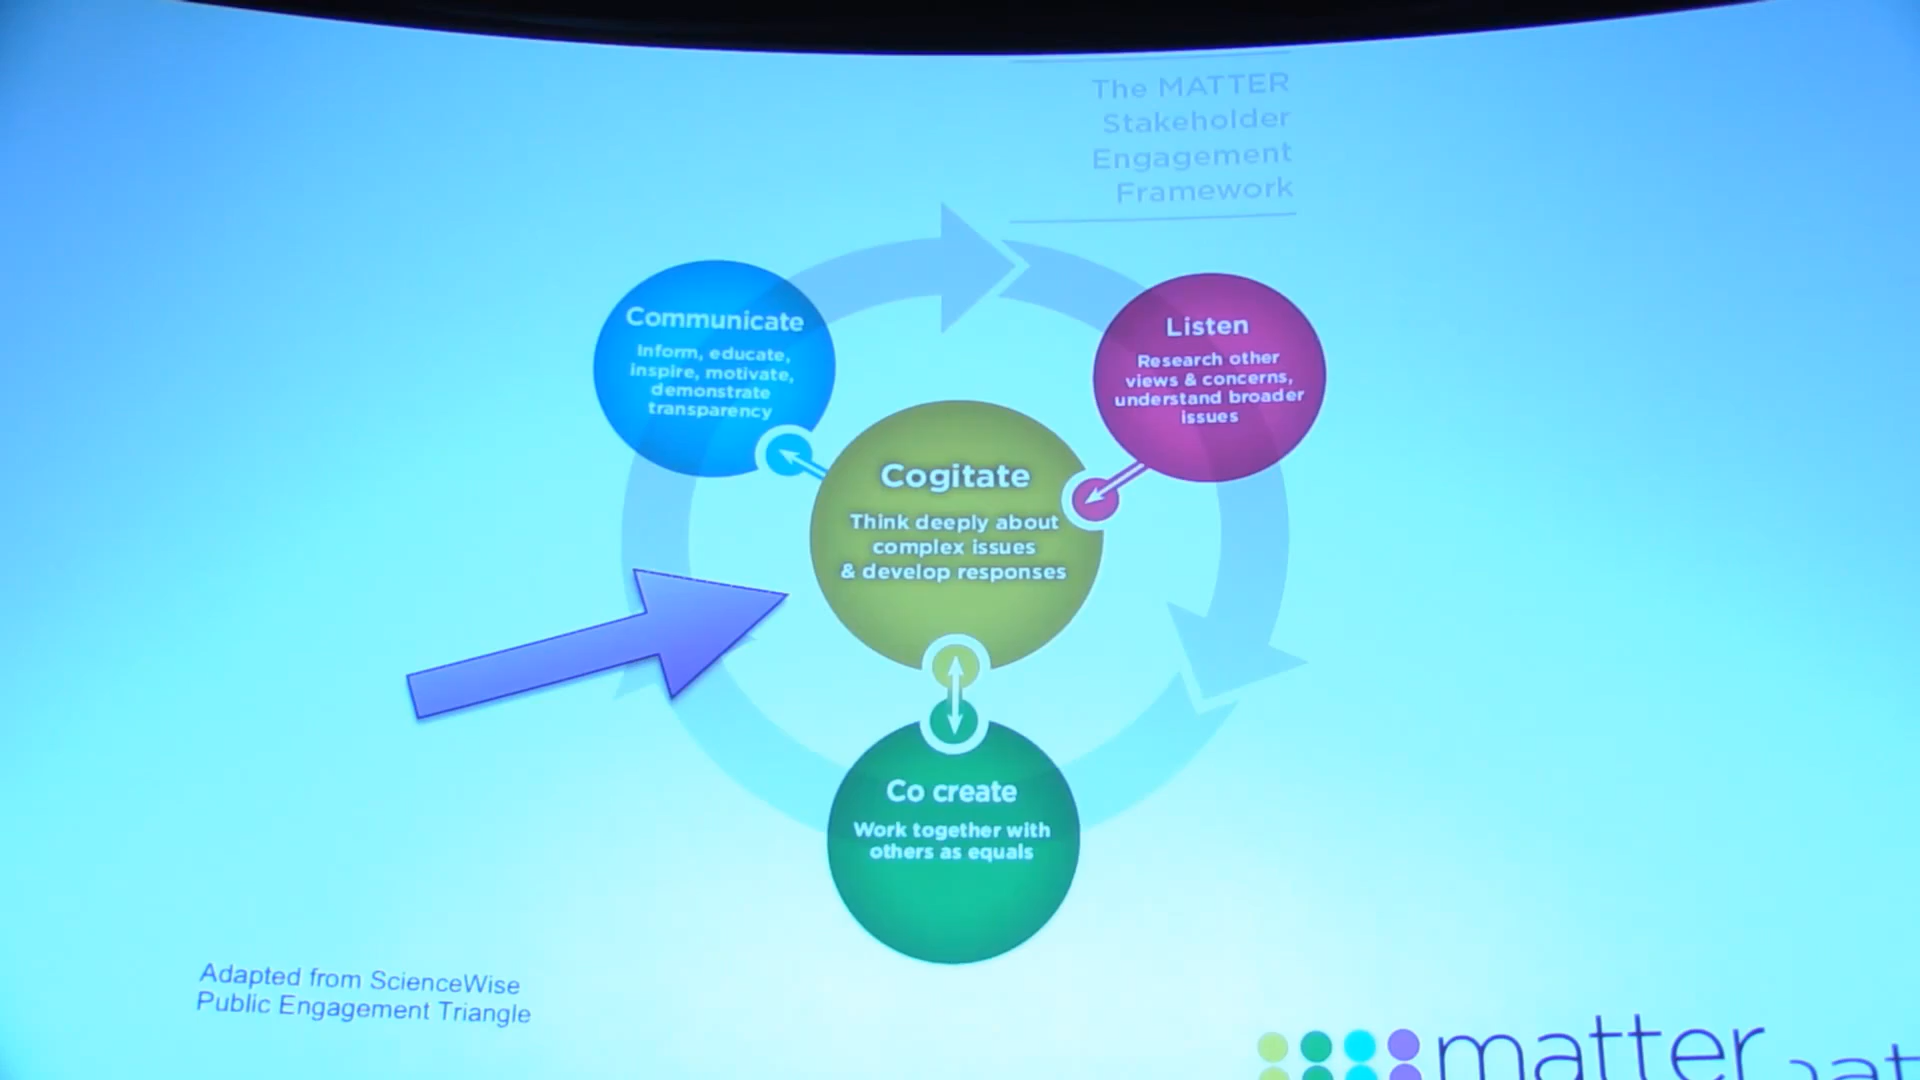 The MATTER
Stakeholder
Engagement
Framework
Communicate
Inform, educate,
inspire, motivate,
demonstrate
transparency
Listen
Research other
views & concerns,
understand broader
issues
Cogitate
Think deeply about
complex issues
& develop responses
Co create
Work together with
others as equals
Adapted from ScienceWise
Public Engagement Triangle
matter